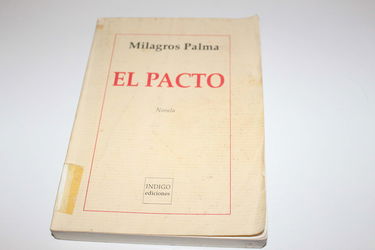 Milagros Palma
EL PACTO
Novela
INDIGO
ediciones